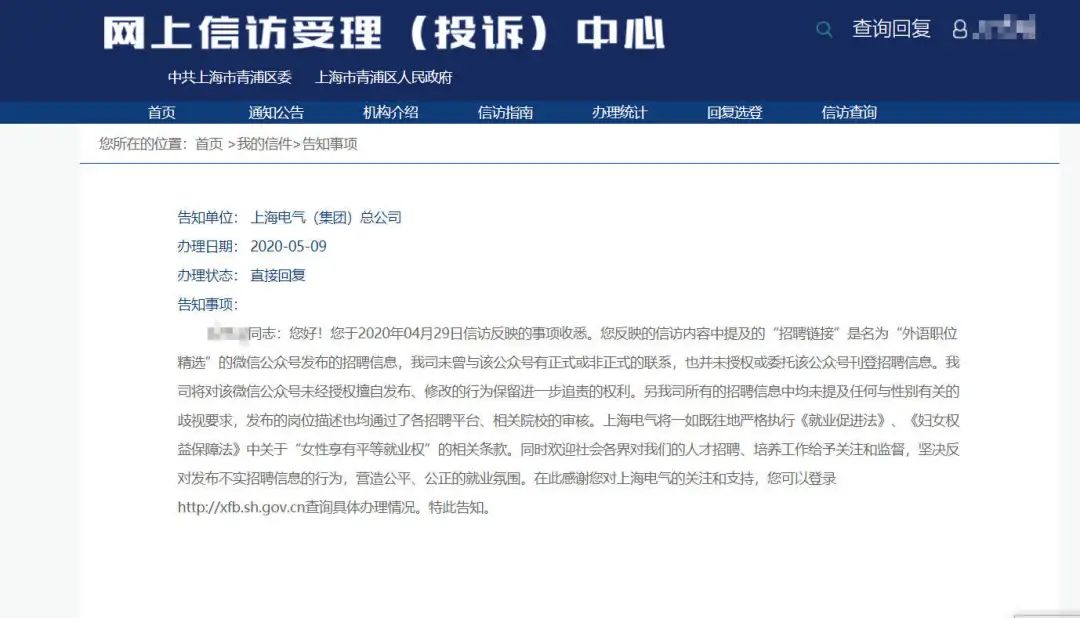 网上信访受理（投诉）中心
查询回复
中共上海市青浦区委 上海市青浦区人民政府
首页 通知公告 机构介绍 信访指南 办理统计 回复选登 信访查询
您所在的位置：首页 >我的信件>告知事项
告知单位： 上海电气（集团）总公司
办理日期： 2020-05-09
办理状态： 直接回复
告知事项：
同志：您好！您于2020年04月29日信访反映的事项收悉。您反映的信访内容中提及的“招聘链接”是名为“外语职位
精选”的微信公众号发布的招聘信息，我司未曾与该公众号有正式或非正式的联系，也并未授权或委托该公众号刊登招聘信息。我
司将对该微信公众号未经授权擅自发布、修改的行为保留进一步追责的权利。另我司所有的招聘信息中均未提及任何与性别有关的
歧视要求，发布的岗位描述也均通过了各招聘平台、相关院校的审核。上海电气将一如既往地严格执行《就业促进法》、《妇女权
益保障法》中关于“女性享有平等就业权”的相关条款。同时欢迎社会各界对我们的人才招聘、培养工作给予关注和监督，坚决反
对发布不实招聘信息的行为，营造公平、公正的就业氛围。在此感谢您对上海电气的关注和支持，您可以登录
http://xfb.sh.gov.cn查询具体办理情况。特此告知。